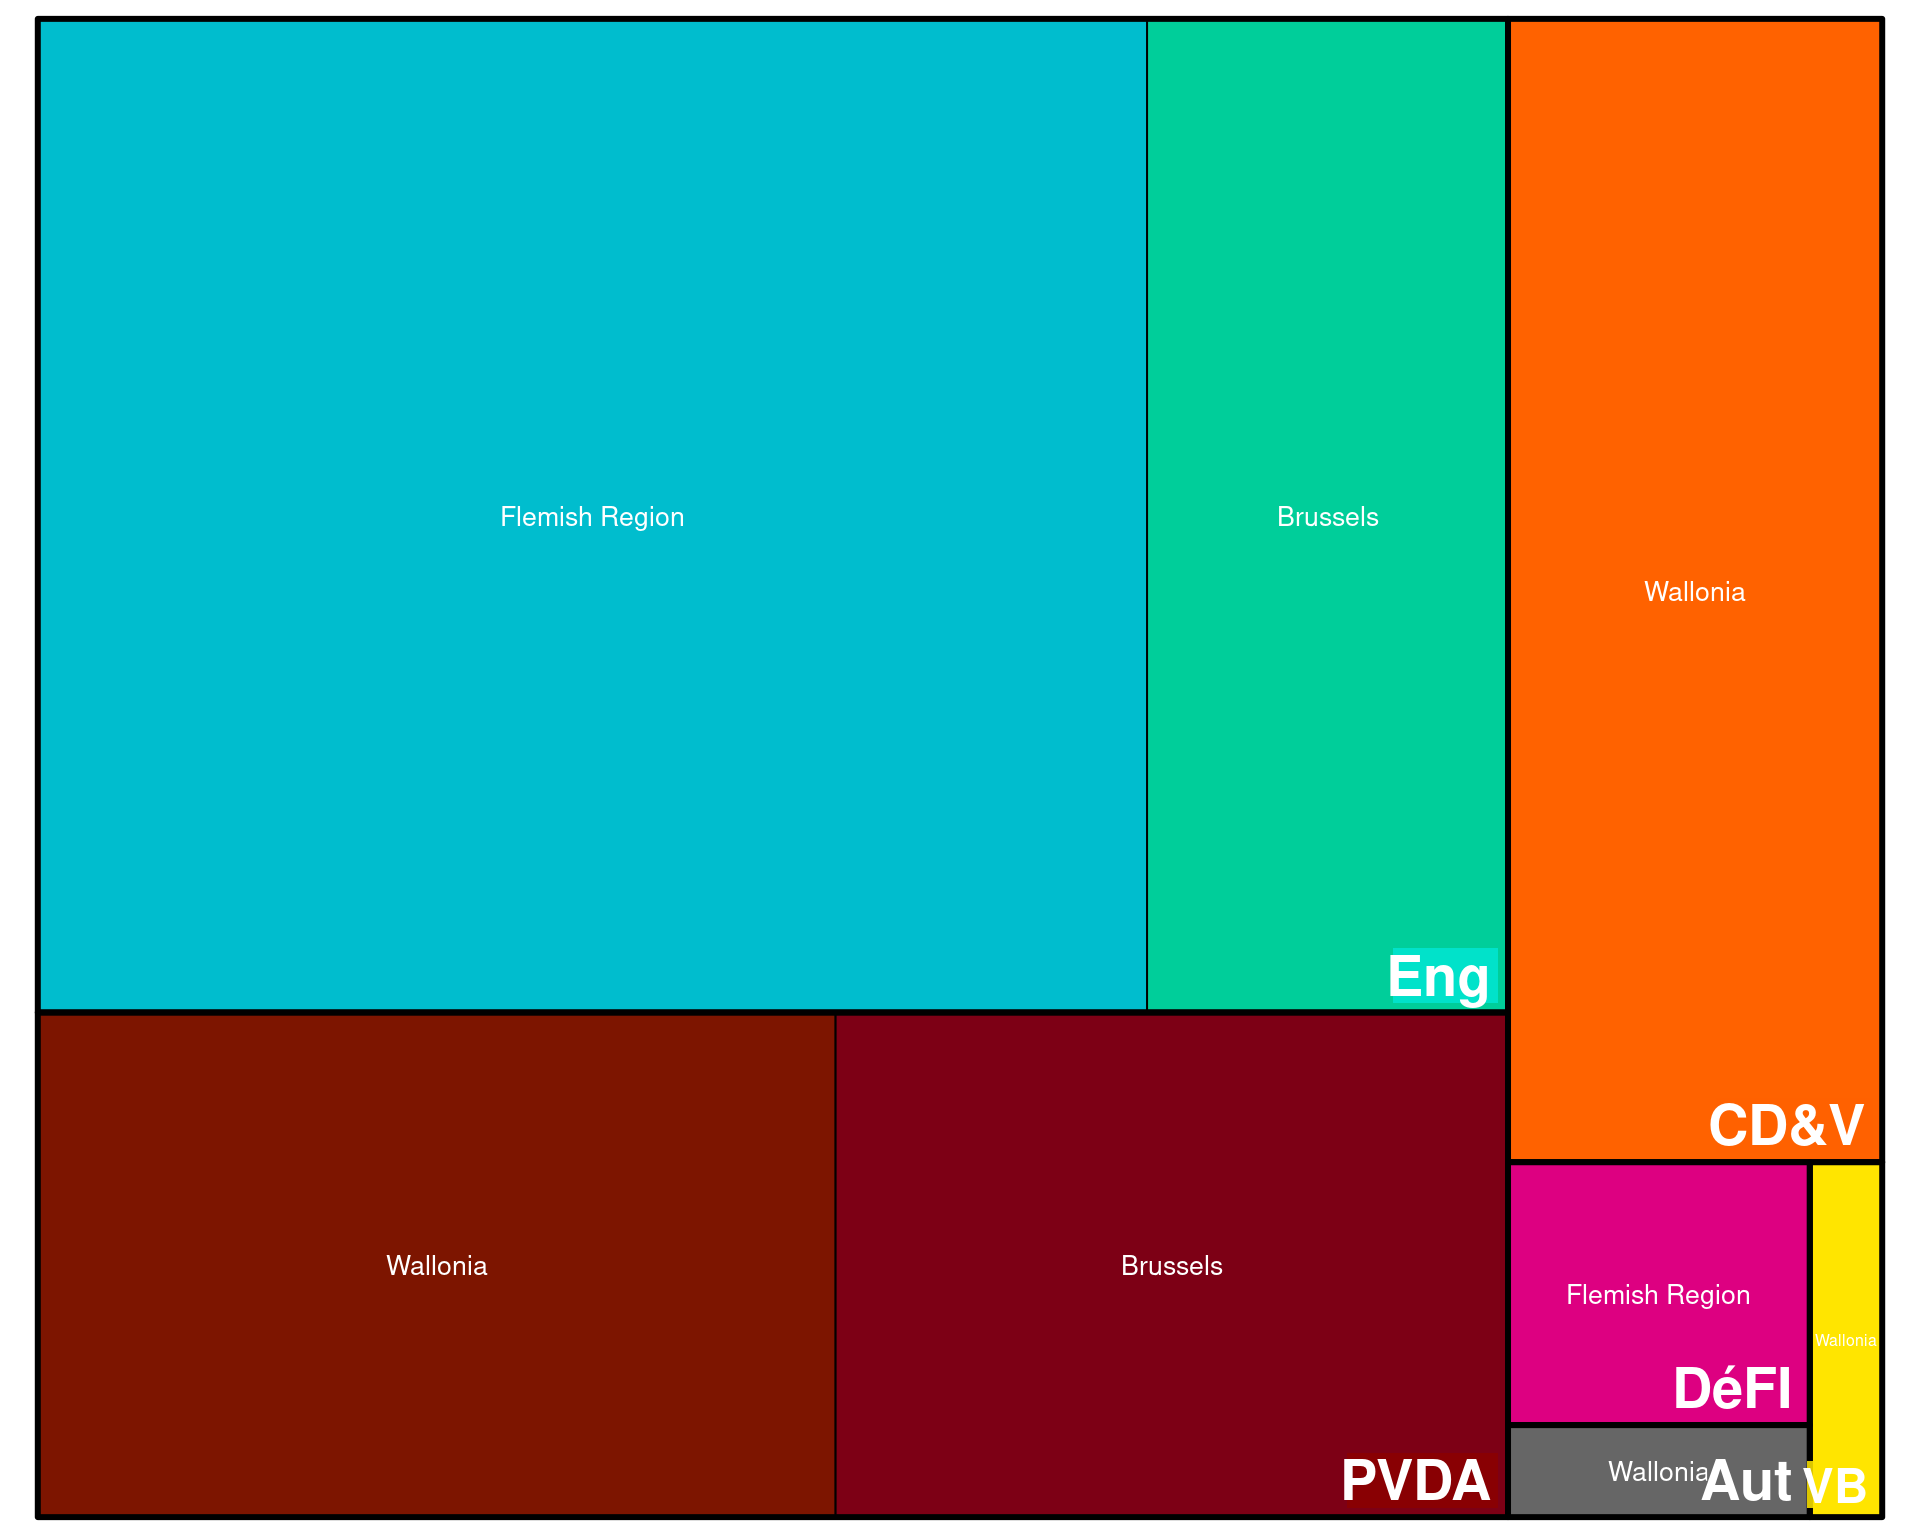 Flemish Region
Brussels
Eng
Wallonia
CD&V
Wallonia
Brussels
PVDA
Flemish Region
DéFI
Wallonia
VB
Wallonia
Aut